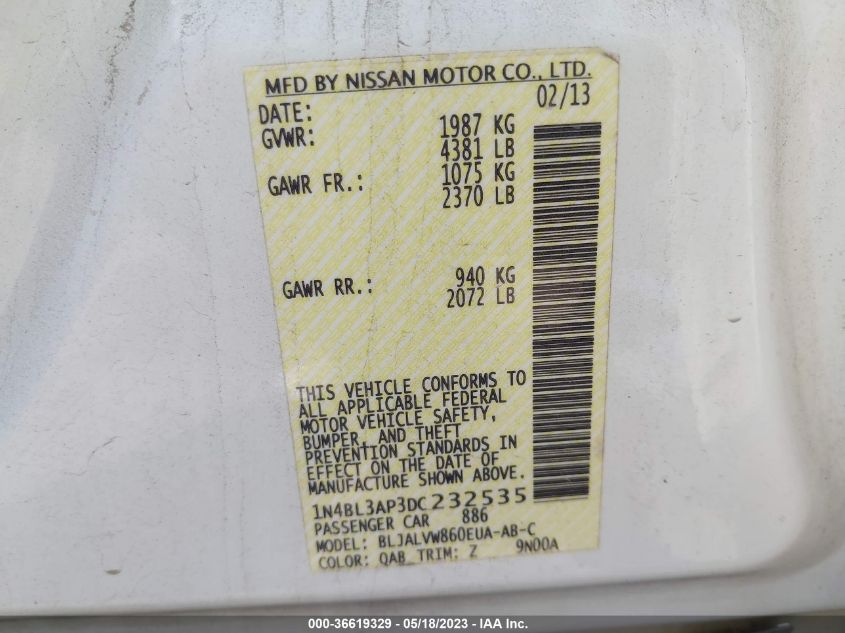 MFD BY NISSAN MOTOR CO., LTD.
DATE: 02/13
GVWR: 1987 KG
4381 LB
GAWR FR.: 1075 KG
2370 LB
GAWR RR.: 940 KG
2072 LB
THIS VEHICLE CONFORMS TO
ALL APPLICABLE FEDERAL
MOTOR VEHICLE SAFETY,
BUMPER, AND THEFT
PREVENTION STANDARDS IN
EFFECT ON THE DATE OF
MANUFACTURE SHOWN ABOVE.
1N4BL3AP3DC232535
PASSENGER CAR 886
MODEL: BLJALVW860EUA-AB-C
COLOR: QAB TRIM: Z 9N00A
000-36619329 - 05/18/2023 - IAA Inc.